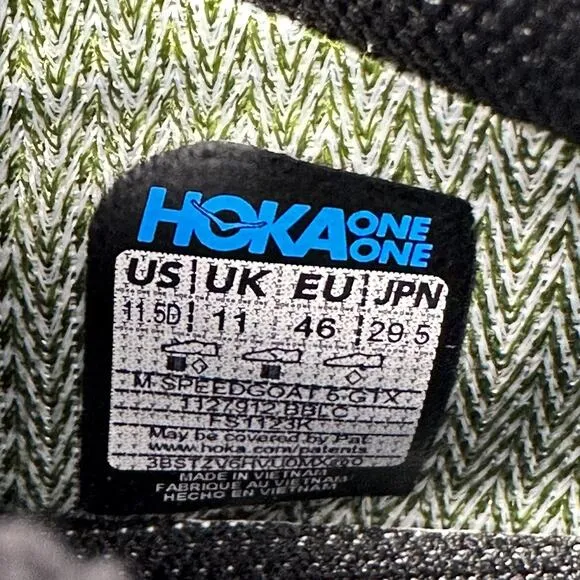 HOKA ONE ONE
US UK EU JPN
11.5D 11 46 29.5
M SPEEDGOAT 5 GTX
1127912 BBLC
FS1123K
May be covered by Pat.
www.hoka.com/patents
MADE IN VIETNAM
FABRIQUE AU VIETNAM
HECHO EN VIETNAM